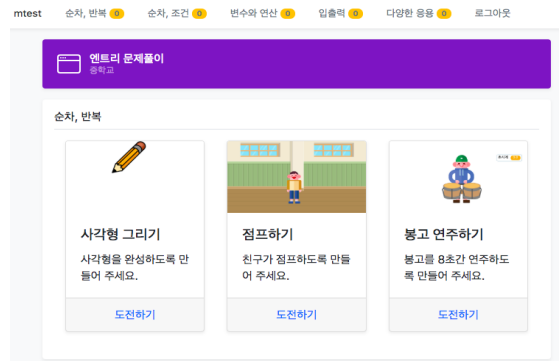 mtest 순차, 반복 0 순차, 조건 0 변수와 연산 0 입출력 0 다양한 응용 0 로그아웃
엔트리 문제풀이
중학교
순차, 반복
사각형 그리기
사각형을 완성하도록 만
들어 주세요.
도전하기
점프하기
친구가 점프하도록 만들
어 주세요.
도전하기
봉고 연주하기
봉고를 8초간 연주하도
록 만들어 주세요.
도전하기